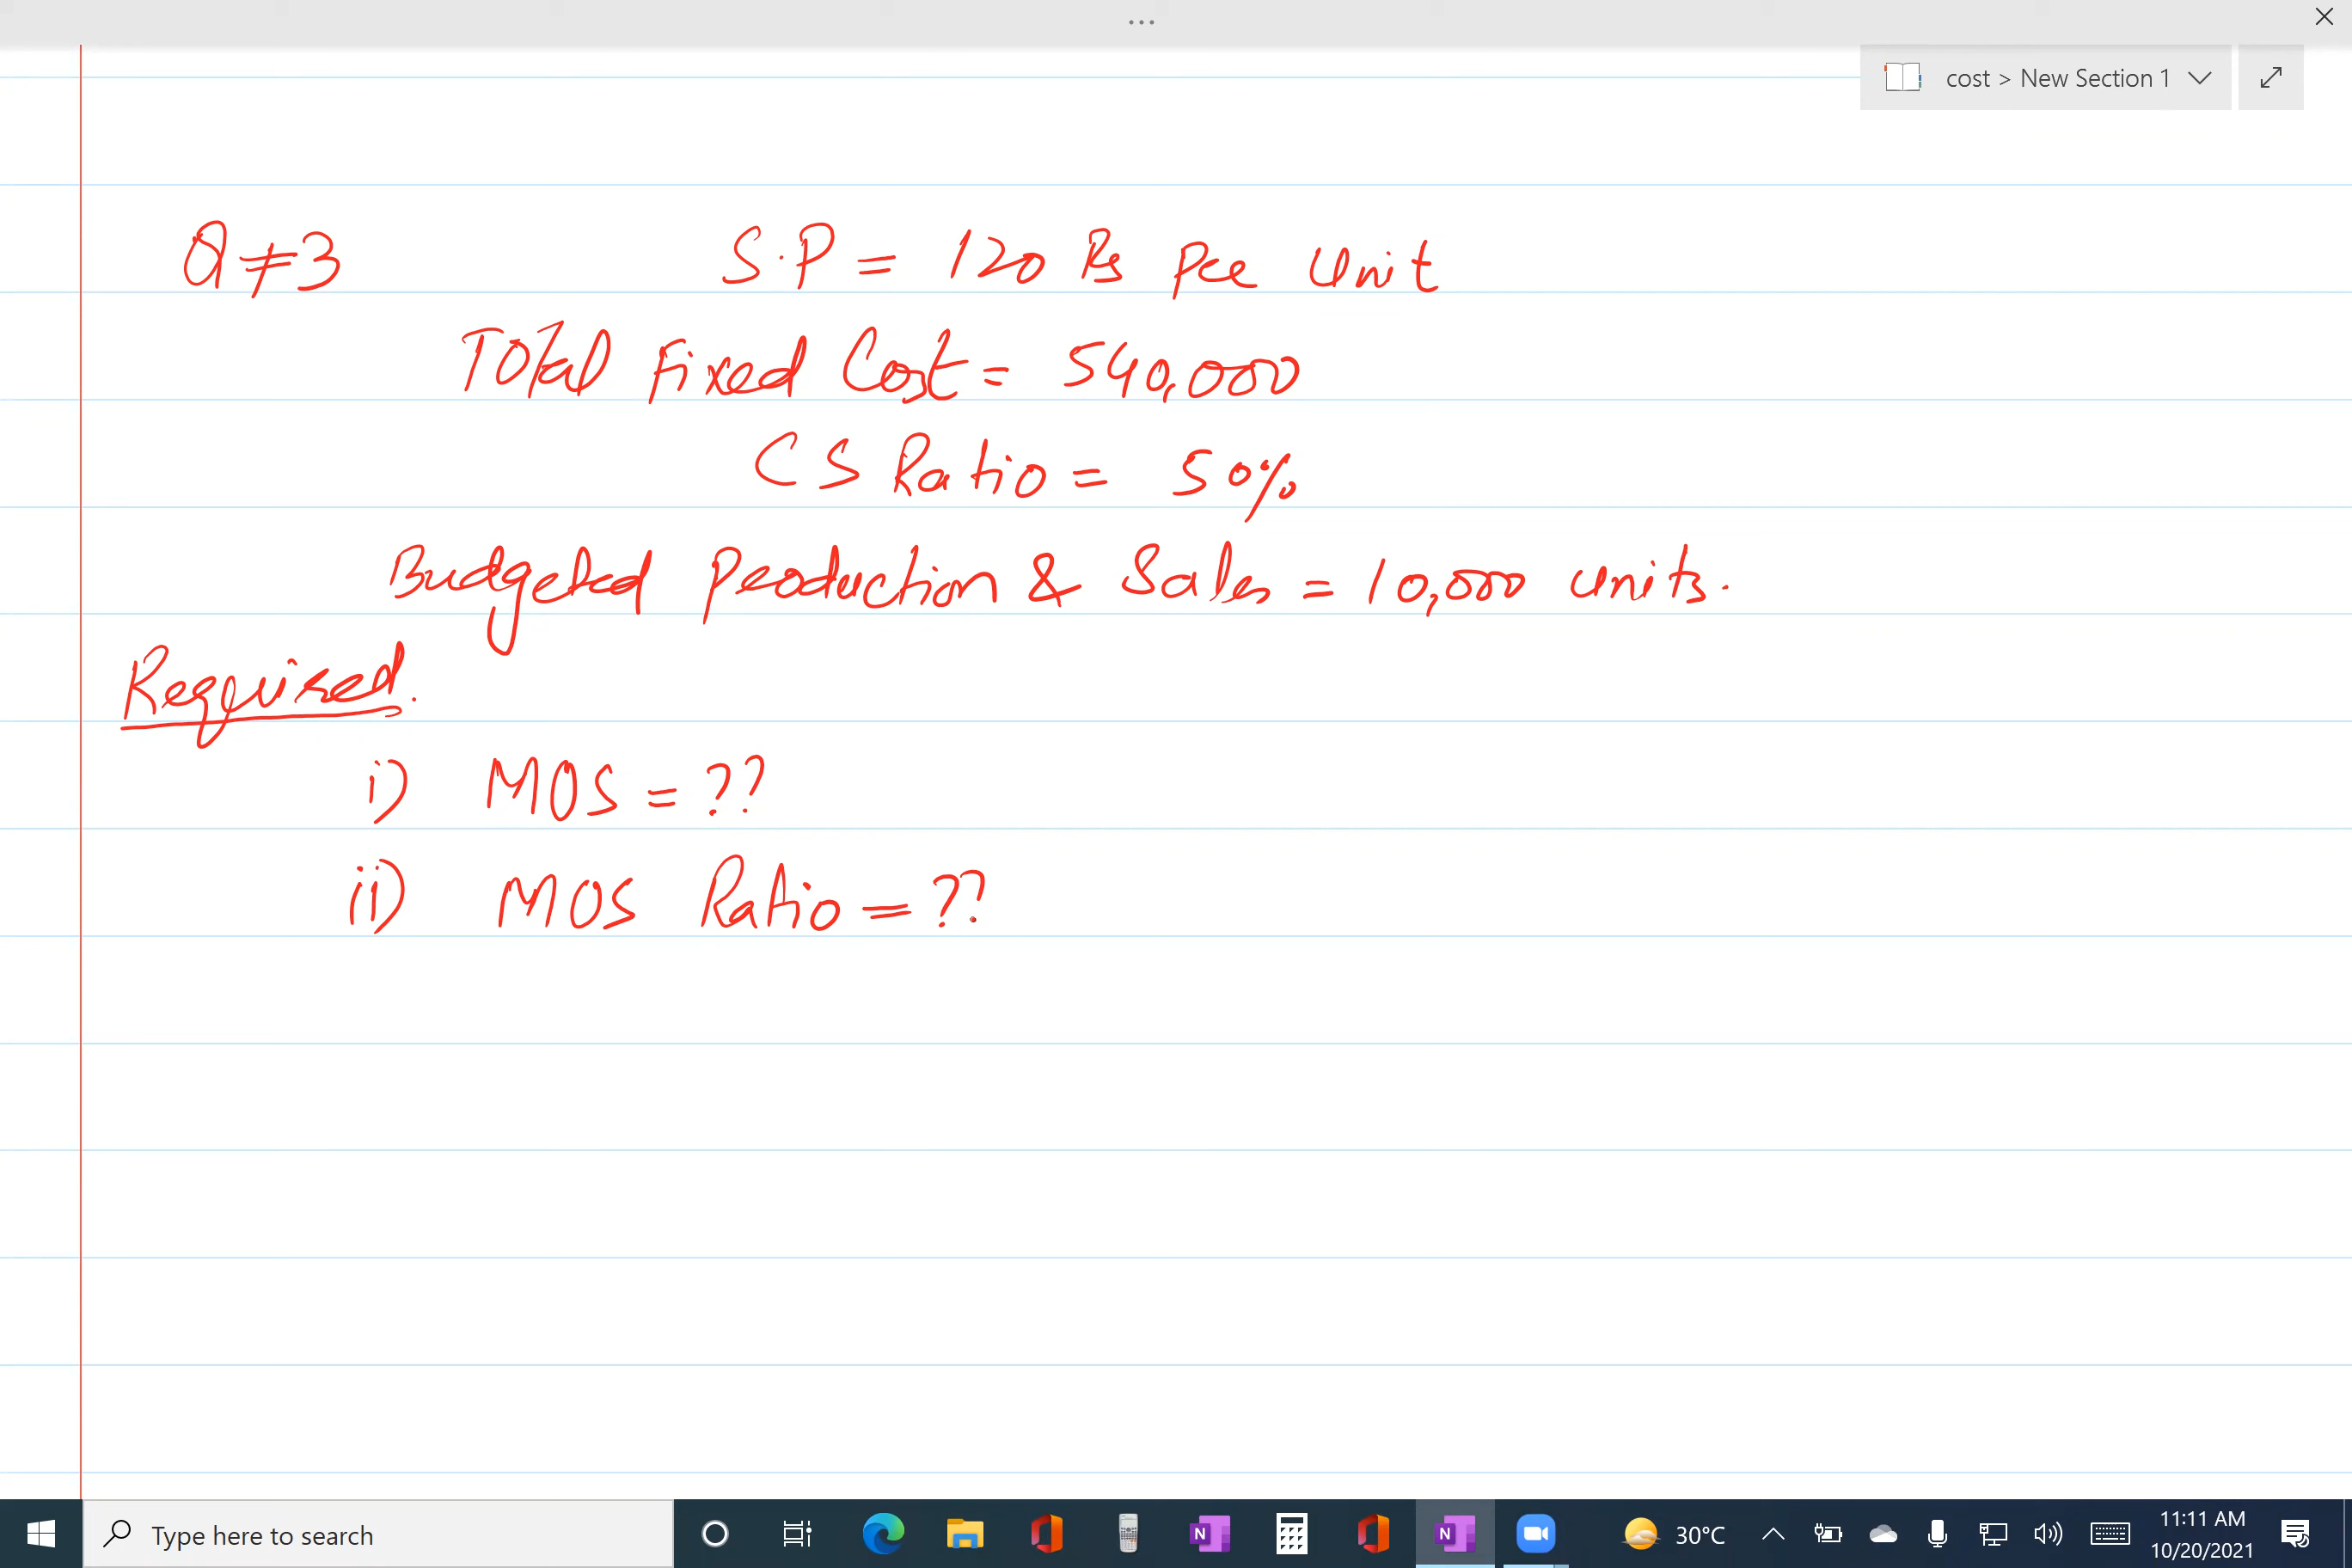 cost > New Section 1
Q#3 S.P = 120 Rs Per Unit
Total Fixed Cost = 540,000
CS Ratio = 50%
Budgeted Production & Sales = 10,000 units.
Required.
i) MOS = ??
ii) MOS Ratio = ??
Type here to search
30°C
11:11 AM
10/20/2021